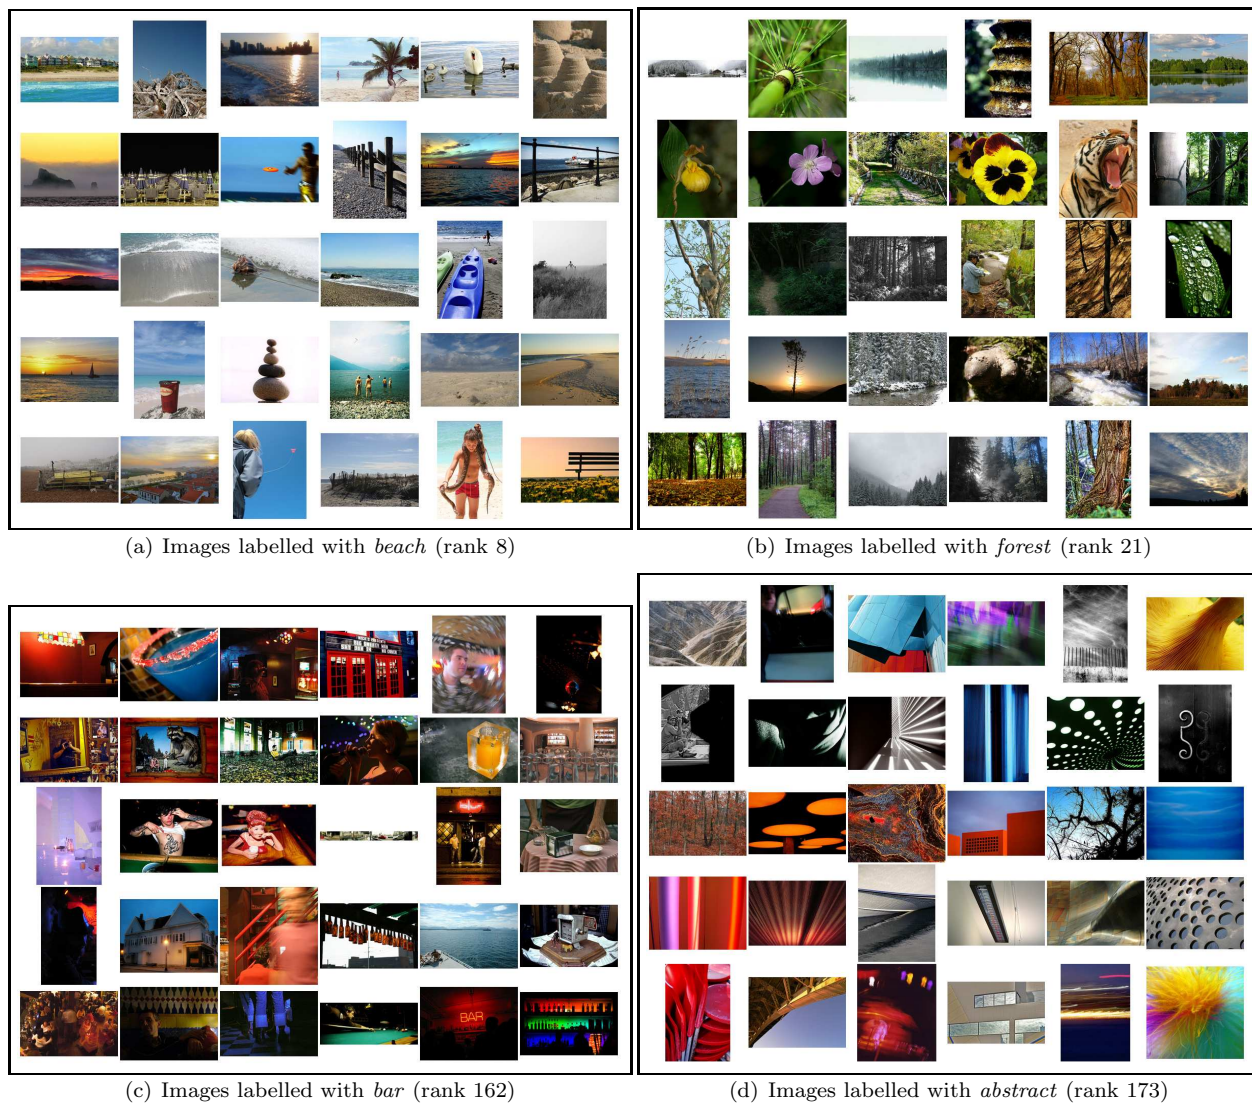 (a) Images labelled with beach (rank 8)
(b) Images labelled with forest (rank 21)
BAR
(c) Images labelled with bar (rank 162)
(d) Images labelled with abstract (rank 173)